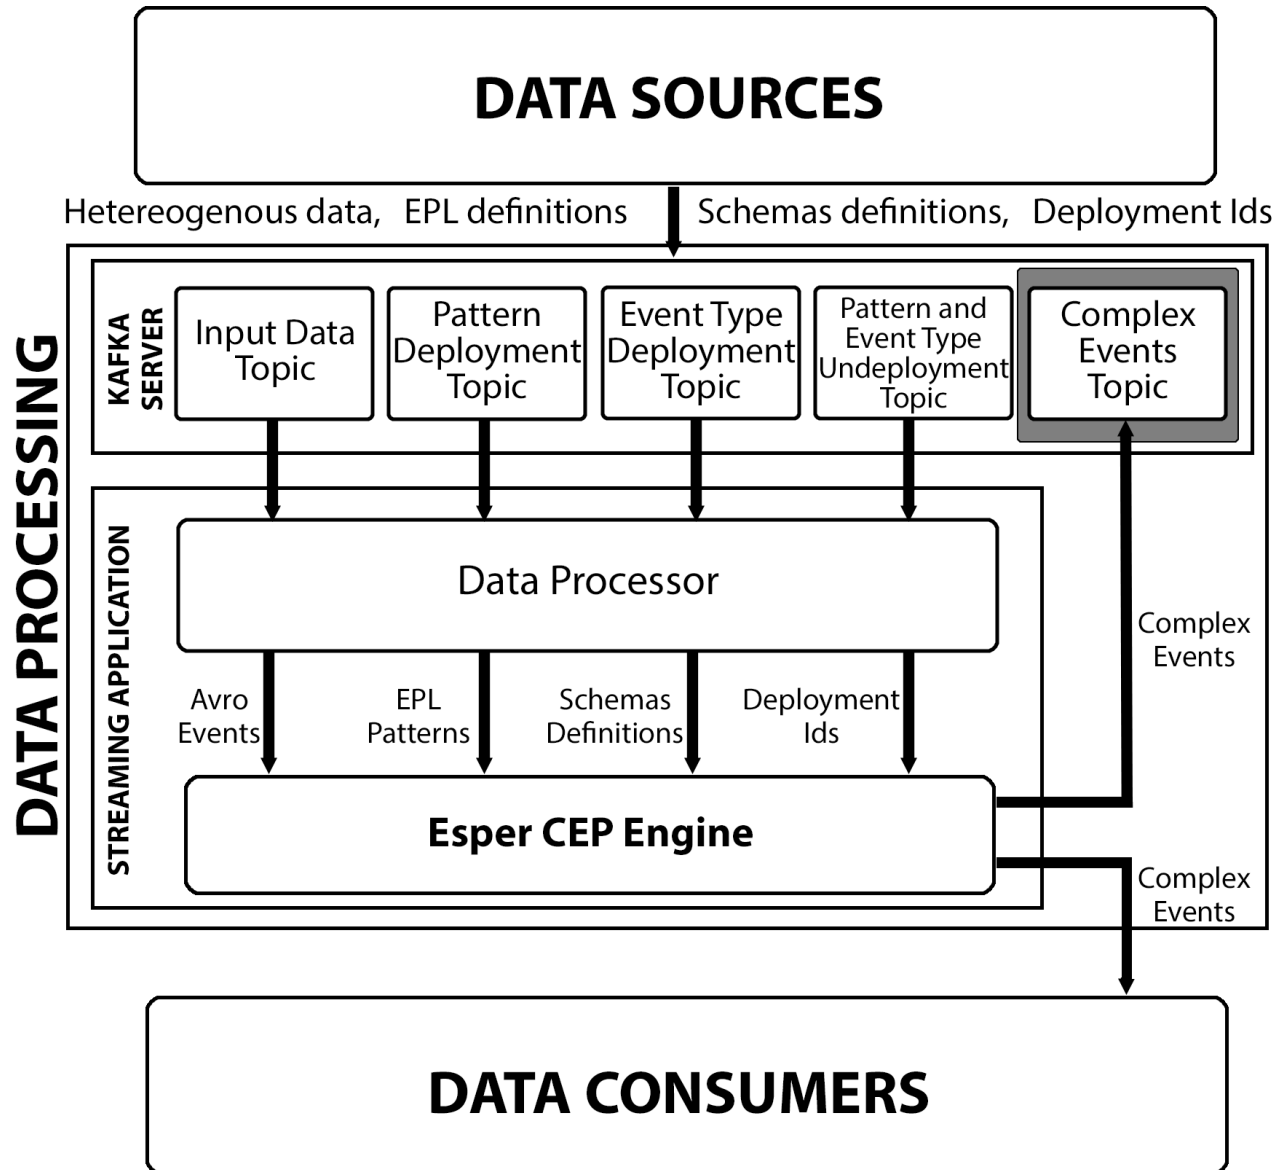 DATA SOURCES
Hetereogenous data, EPL definitions Schemas definitions, Deployment Ids
DATA PROCESSING
KAFKA
SERVER
Input Data
Topic
Pattern
Deployment
Topic
Event Type
Deployment
Topic
Pattern and
Event Type
Undeployment
Topic
Complex
Events
Topic
STREAMING APPLICATION
Data Processor
Avro
Events
EPL
Patterns
Schemas
Definitions
Deployment
Ids
Complex
Events
Esper CEP Engine
Complex
Events
DATA CONSUMERS